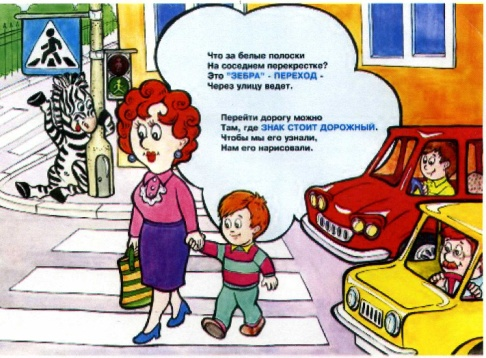 Что за белые полоски
На соседнем перекрестке?
Это "ЗЕБРА" - ПЕРЕХОД -
Через улицу ведет.
Перейти дорогу можно
Там, где ЗНАК СТОИТ ДОРОЖНЫЙ.
Чтобы мы его узнали,
Нам его нарисовали.